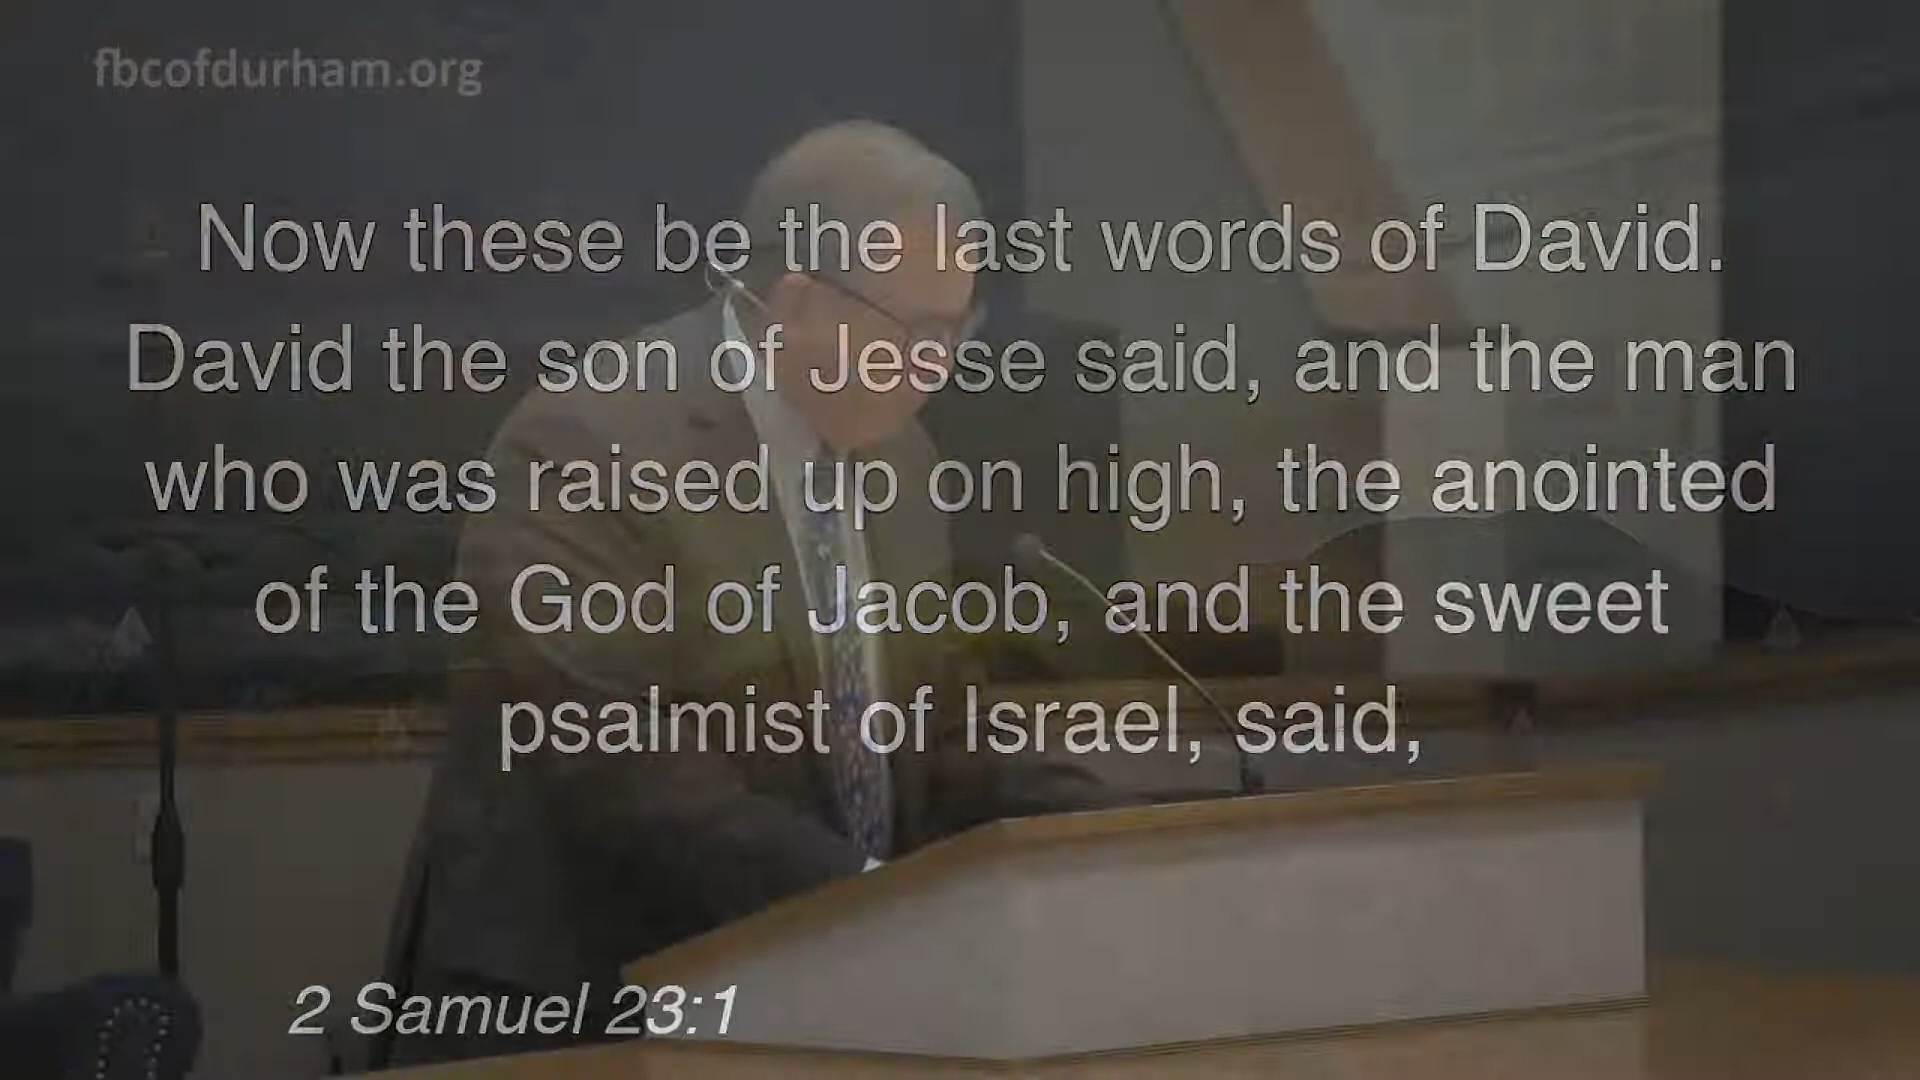 fbcofdurham.org
Now these be the last words of David.
David the son of Jesse said, and the man
who was raised up on high, the anointed
of the God of Jacob, and the sweet
psalmist of Israel, said,
2 Samuel 23:1